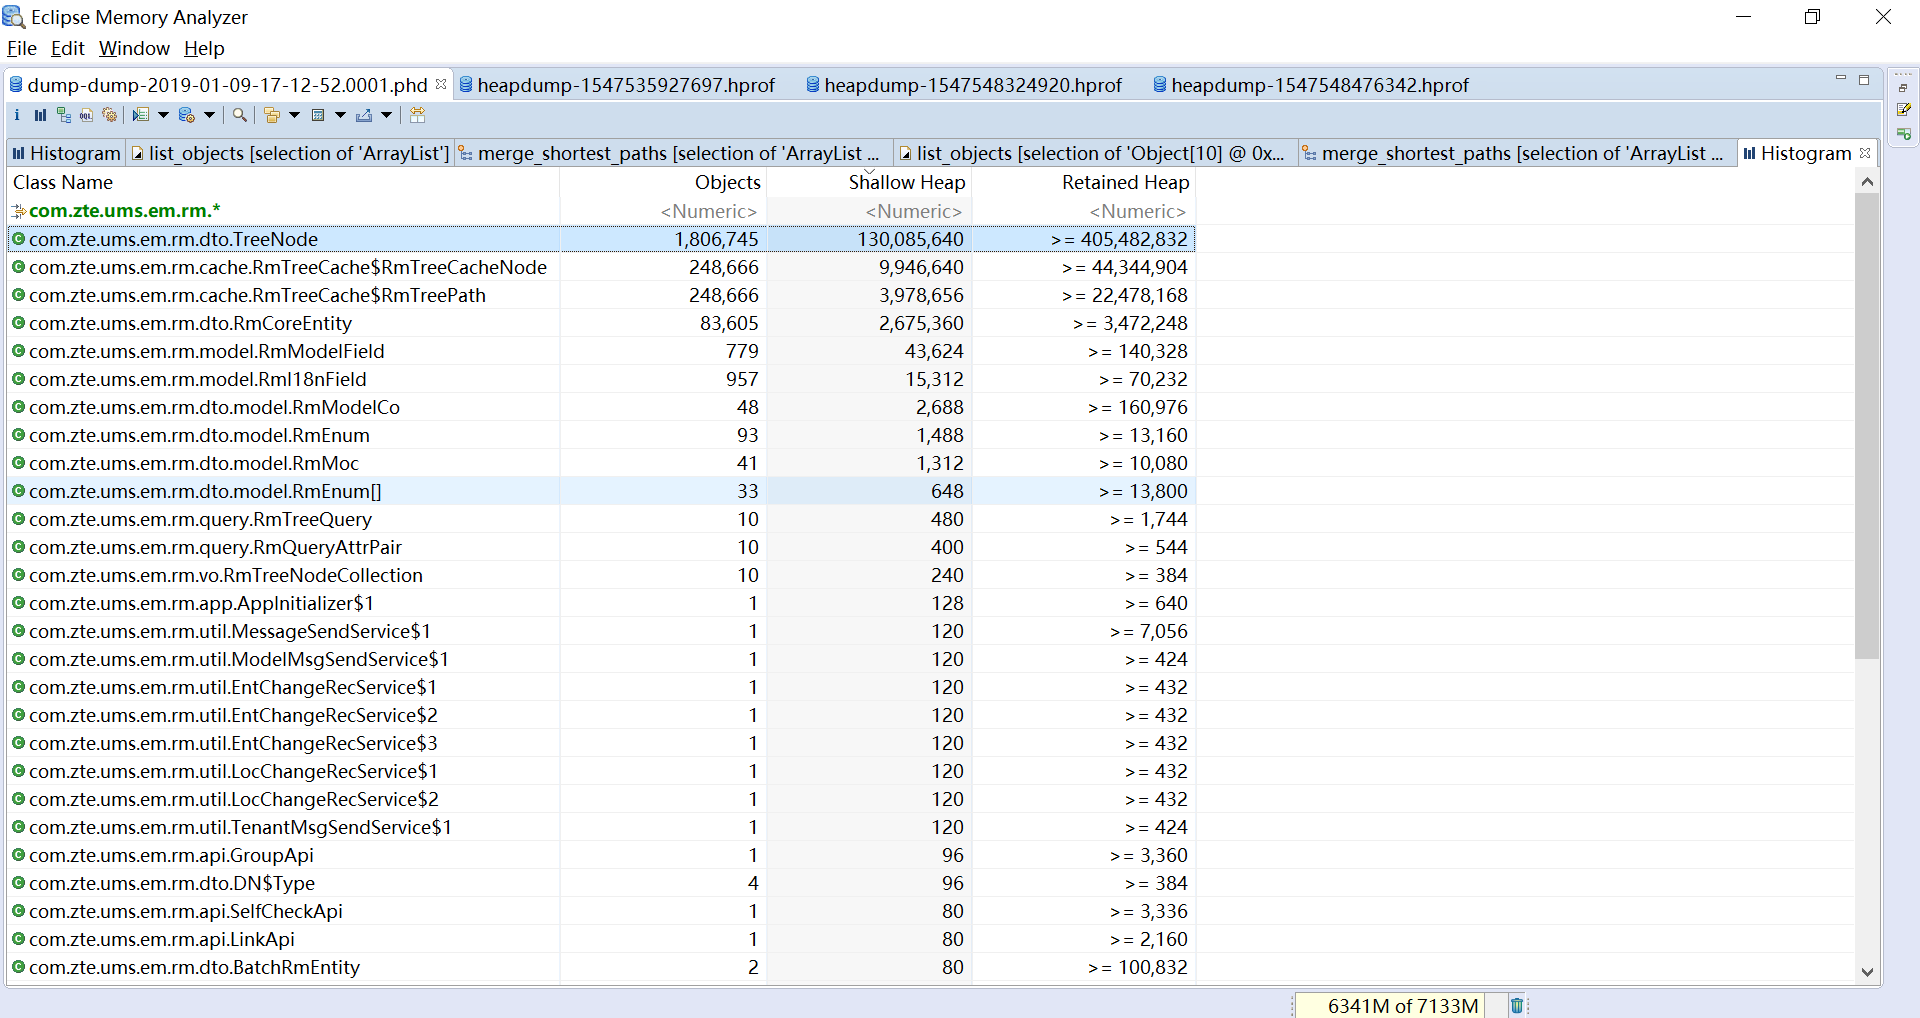 Eclipse Memory Analyzer
File Edit Window Help
dump-dump-2019-01-09-17-12-52.0001.phd heapdump-1547535927697.hprof heapdump-1547548324920.hprof heapdump-1547548476342.hprof
Histogram list_objects [selection of 'ArrayList'] merge_shortest_paths [selection of 'ArrayList ... list_objects [selection of 'Object[10] @ 0x... merge_shortest_paths [selection of 'ArrayList ... Histogram
Class Name Objects Shallow Heap Retained Heap
com.zte.ums.em.rm.* <Numeric> <Numeric> <Numeric>
com.zte.ums.em.rm.dto.TreeNode 1,806,745 130,085,640 >= 405,482,832
com.zte.ums.em.rm.cache.RmTreeCache$RmTreeCacheNode 248,666 9,946,640 >= 44,344,904
com.zte.ums.em.rm.cache.RmTreeCache$RmTreePath 248,666 3,978,656 >= 22,478,168
com.zte.ums.em.rm.dto.RmCoreEntity 83,605 2,675,360 >= 3,472,248
com.zte.ums.em.rm.model.RmModelField 779 43,624 >= 140,328
com.zte.ums.em.rm.model.RmI18nField 957 15,312 >= 70,232
com.zte.ums.em.rm.dto.model.RmModelCo 48 2,688 >= 160,976
com.zte.ums.em.rm.dto.model.RmEnum 93 1,488 >= 13,160
com.zte.ums.em.rm.dto.model.RmMoc 41 1,312 >= 10,080
com.zte.ums.em.rm.dto.model.RmEnum[] 33 648 >= 13,800
com.zte.ums.em.rm.query.RmTreeQuery 10 480 >= 1,744
com.zte.ums.em.rm.query.RmQueryAttrPair 10 400 >= 544
com.zte.ums.em.rm.vo.RmTreeNodeCollection 10 240 >= 384
com.zte.ums.em.rm.app.AppInitializer$1 1 128 >= 640
com.zte.ums.em.rm.util.MessageSendService$1 1 120 >= 7,056
com.zte.ums.em.rm.util.ModelMsgSendService$1 1 120 >= 424
com.zte.ums.em.rm.util.EntChangeRecService$1 1 120 >= 432
com.zte.ums.em.rm.util.EntChangeRecService$2 1 120 >= 432
com.zte.ums.em.rm.util.EntChangeRecService$3 1 120 >= 432
com.zte.ums.em.rm.util.LocChangeRecService$1 1 120 >= 432
com.zte.ums.em.rm.util.LocChangeRecService$2 1 120 >= 432
com.zte.ums.em.rm.util.TenantMsgSendService$1 1 120 >= 424
com.zte.ums.em.rm.api.GroupApi 1 96 >= 3,360
com.zte.ums.em.rm.dto.DN$Type 4 96 >= 384
com.zte.ums.em.rm.api.SelfCheckApi 1 80 >= 3,336
com.zte.ums.em.rm.api.LinkApi 1 80 >= 2,160
com.zte.ums.em.rm.dto.BatchRmEntity 2 80 >= 100,832
6341M of 7133M